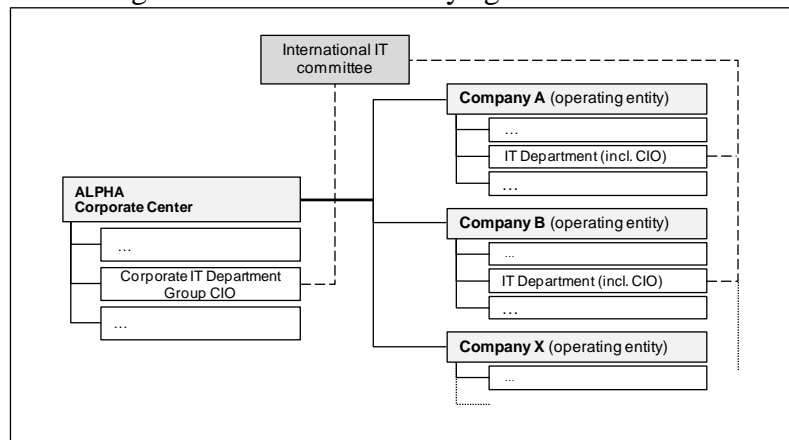 International IT
committee
Company A (operating entity)
...
IT Department (incl. CIO)
...
ALPHA
Corporate Center
...
Corporate IT Department
Group CIO
...
Company B (operating entity)
...
IT Department (incl. CIO)
...
Company X (operating entity)
...